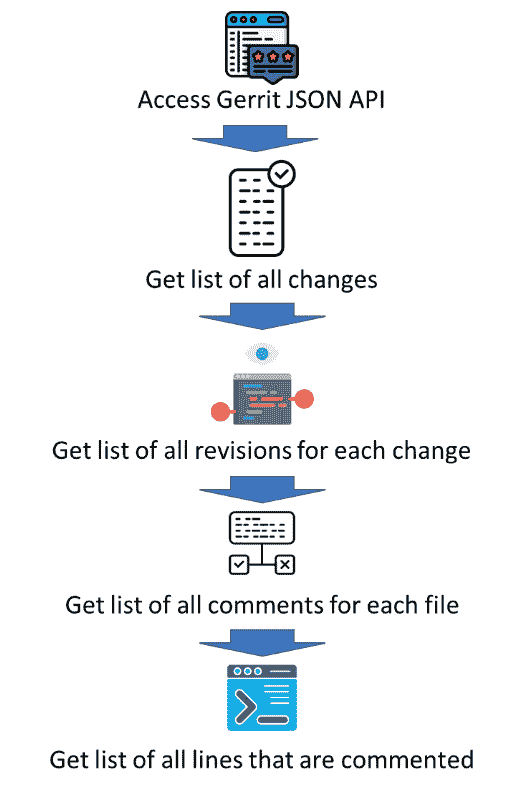 Access Gerrit JSON API
Get list of all changes
Get list of all revisions for each change
Get list of all comments for each file
Get list of all lines that are commented